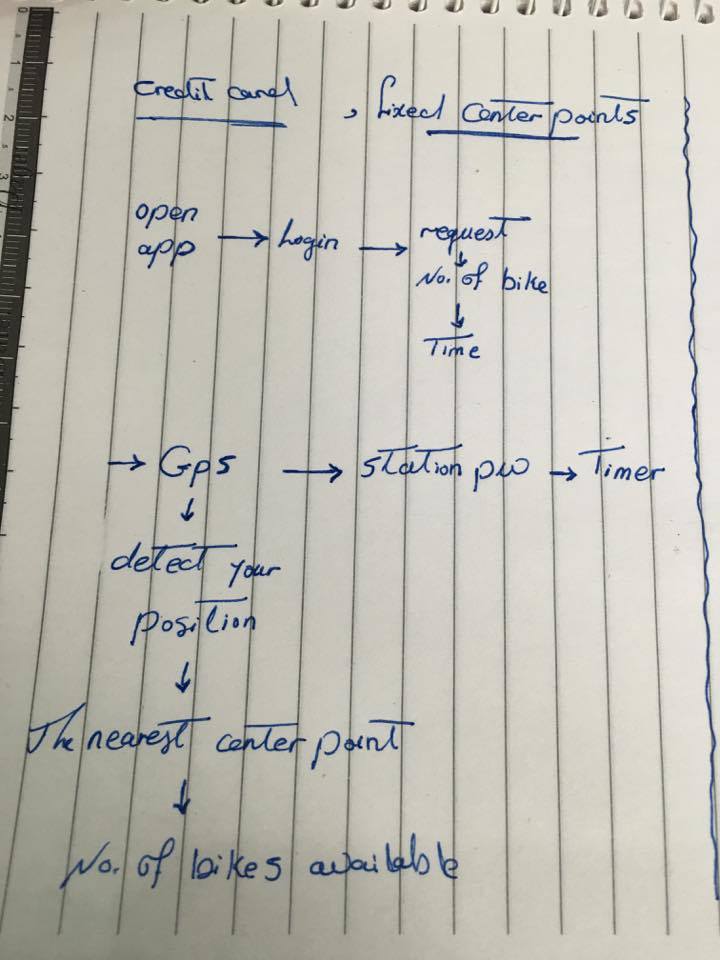 credit card , fixed center points
open app → Login → request
↓
No. of bike
↓
Time
→ Gps → station pw → Timer
↓
detect your
position
↓
The nearest center point
↓
No. of bikes available